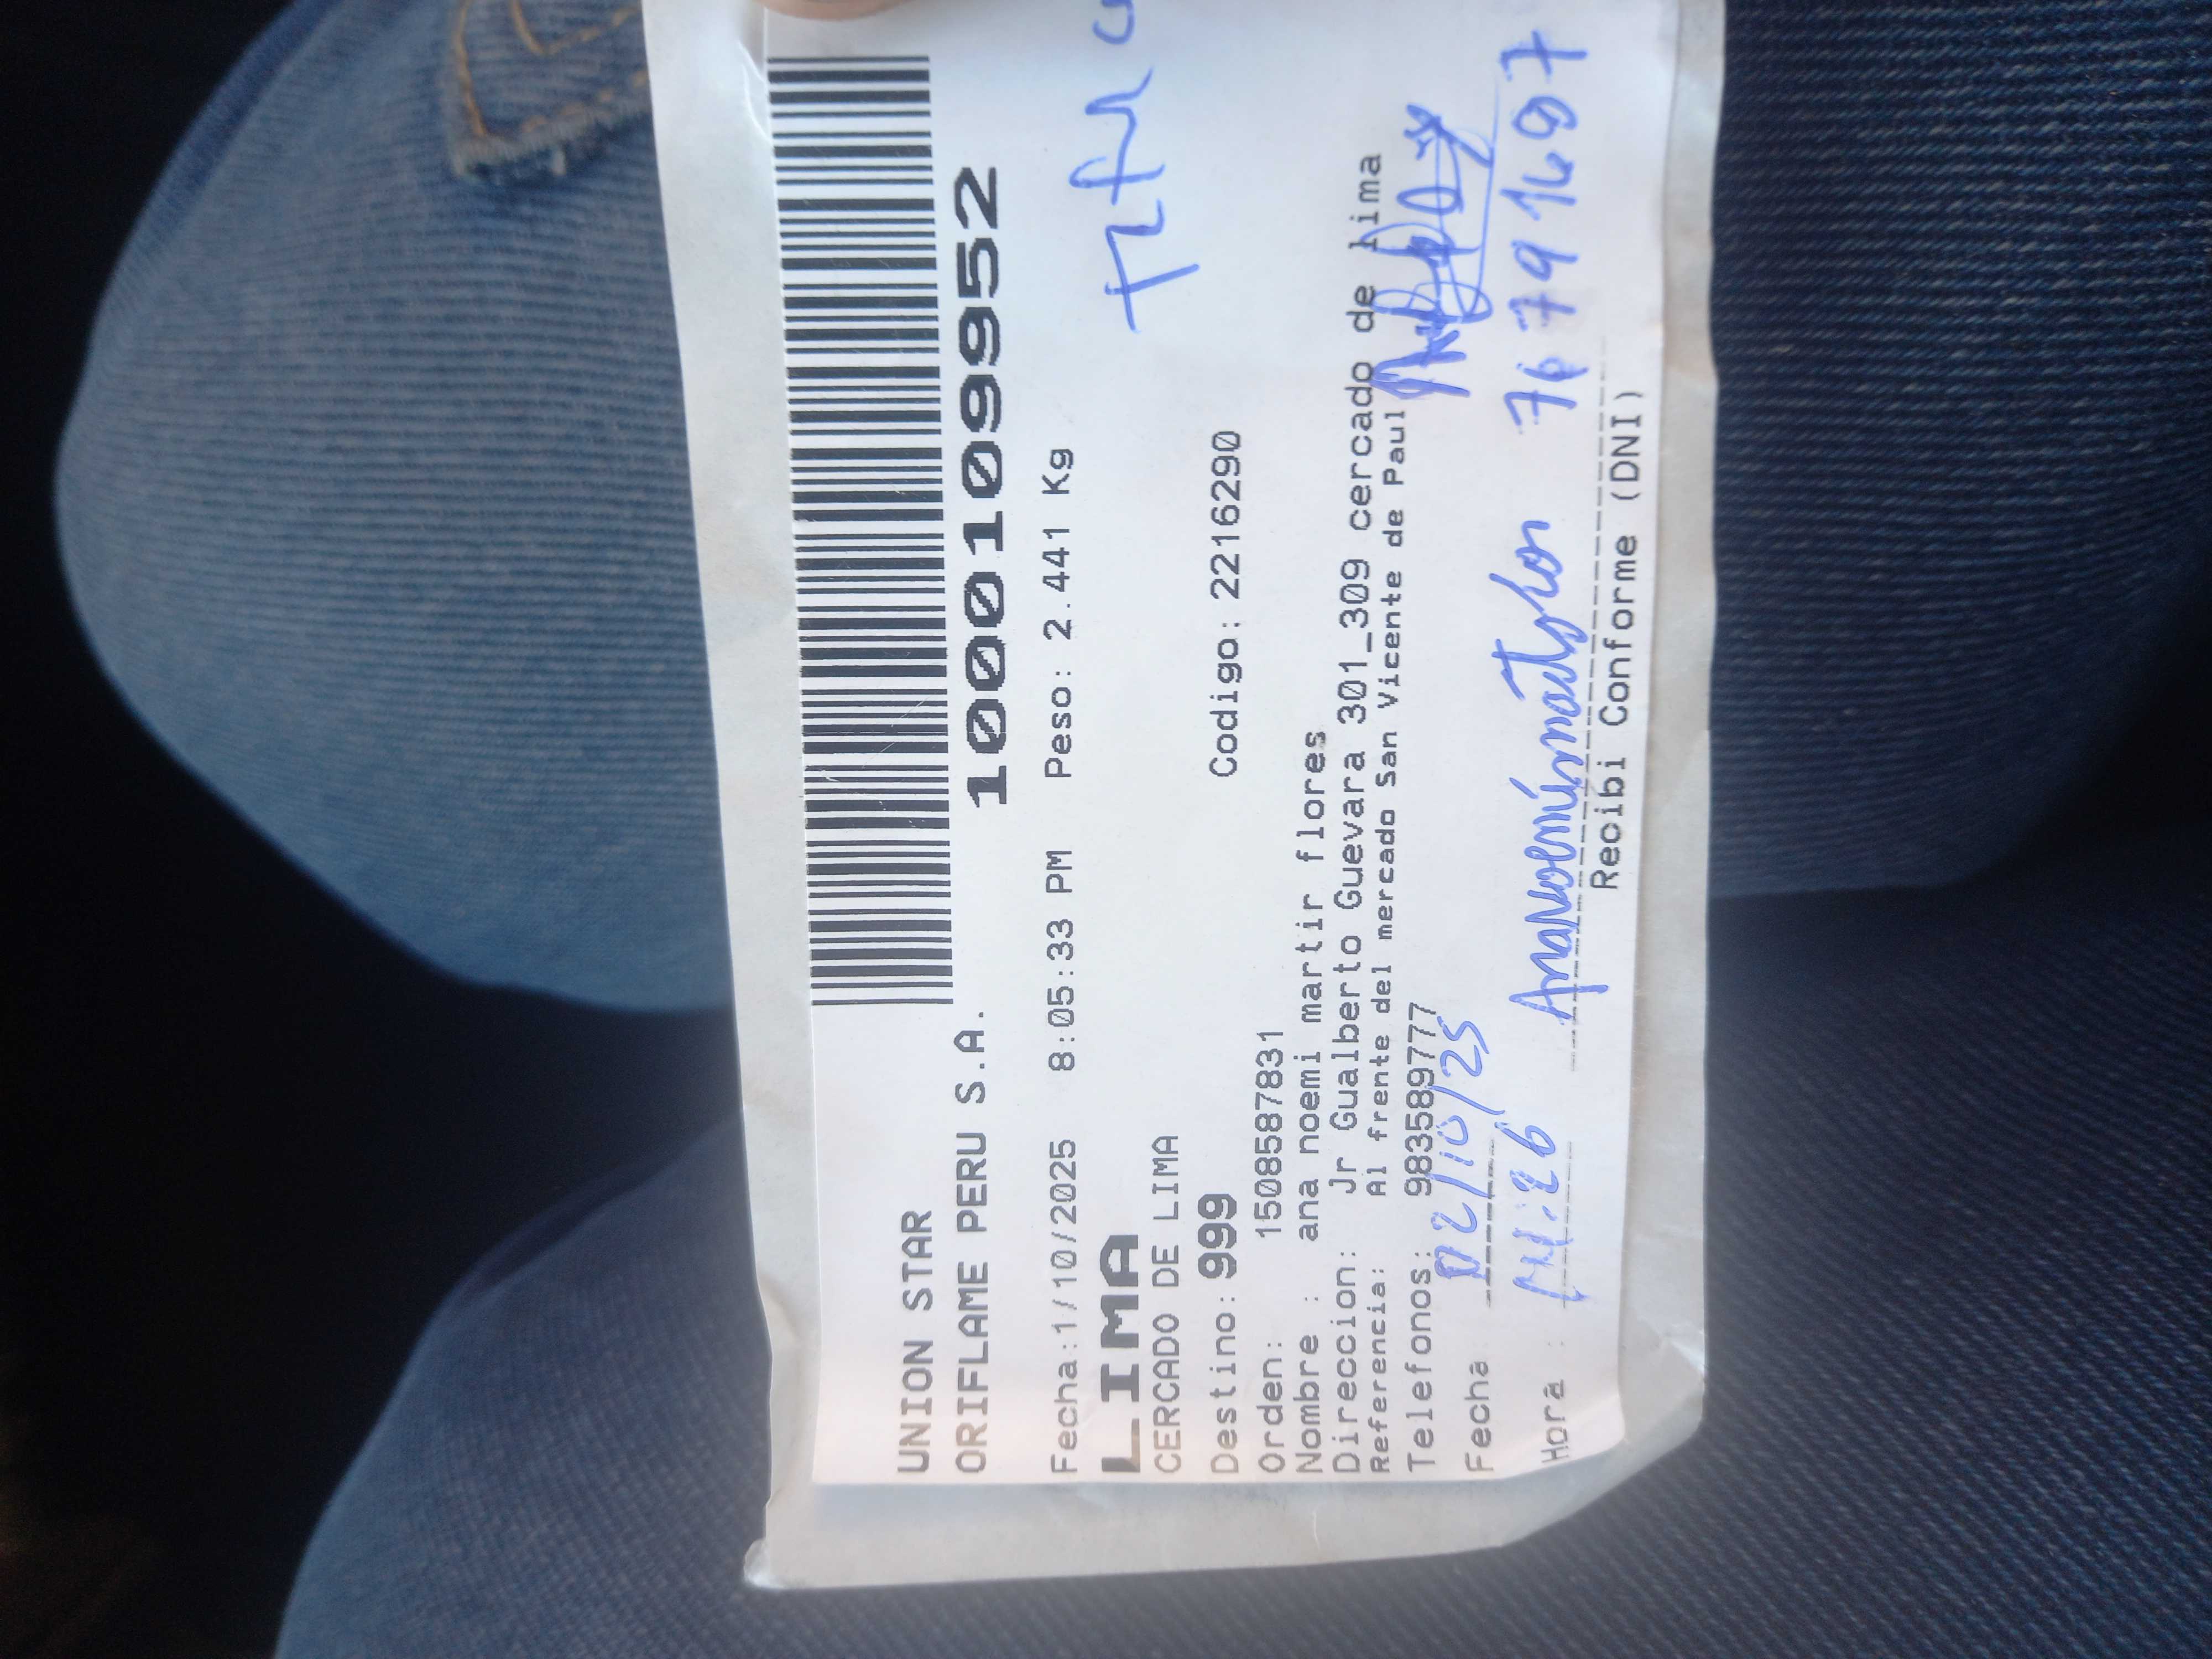 UNION STAR
ORIFLAME PERU S.A.
10001099952
Fecha:1/10/2025 8:05:33 PM Peso: 2.441 Kg
LIMA
CERCADO DE LIMA
Destino: 999 Codigo: 2216290
Orden: 1508587831
Nombre : ana noemi martir flores
Direccion: Jr Gualberto Guevara 301_309 cercado de lima
Referencia: Al frente del mercado San Vicente de Paul
Telefonos: 983589777
Fecha 02/10/25
Hora : 14:26 76791697
Recibi Conforme (DNI)